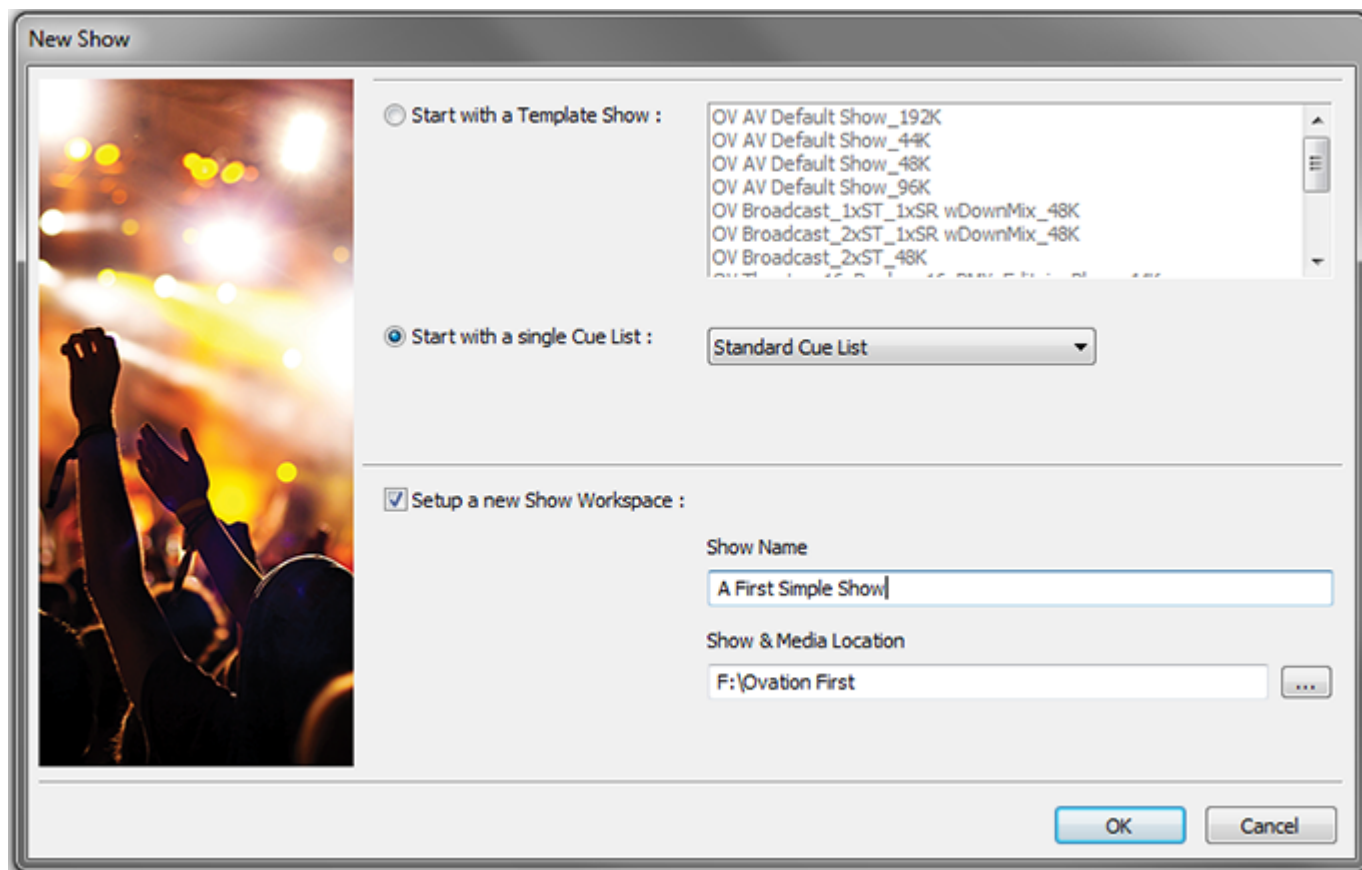 New Show
Start with a Template Show :
OV AV Default Show_192K
OV AV Default Show_44K
OV AV Default Show_48K
OV AV Default Show_96K
OV Broadcast_1xST_1xSR wDownMix_48K
OV Broadcast_2xST_1xSR wDownMix_48K
OV Broadcast_2xST_48K
Start with a single Cue List :
Standard Cue List
Setup a new Show Workspace :
Show Name
A First Simple Show
Show & Media Location
F:\Ovation First
...
OK
Cancel